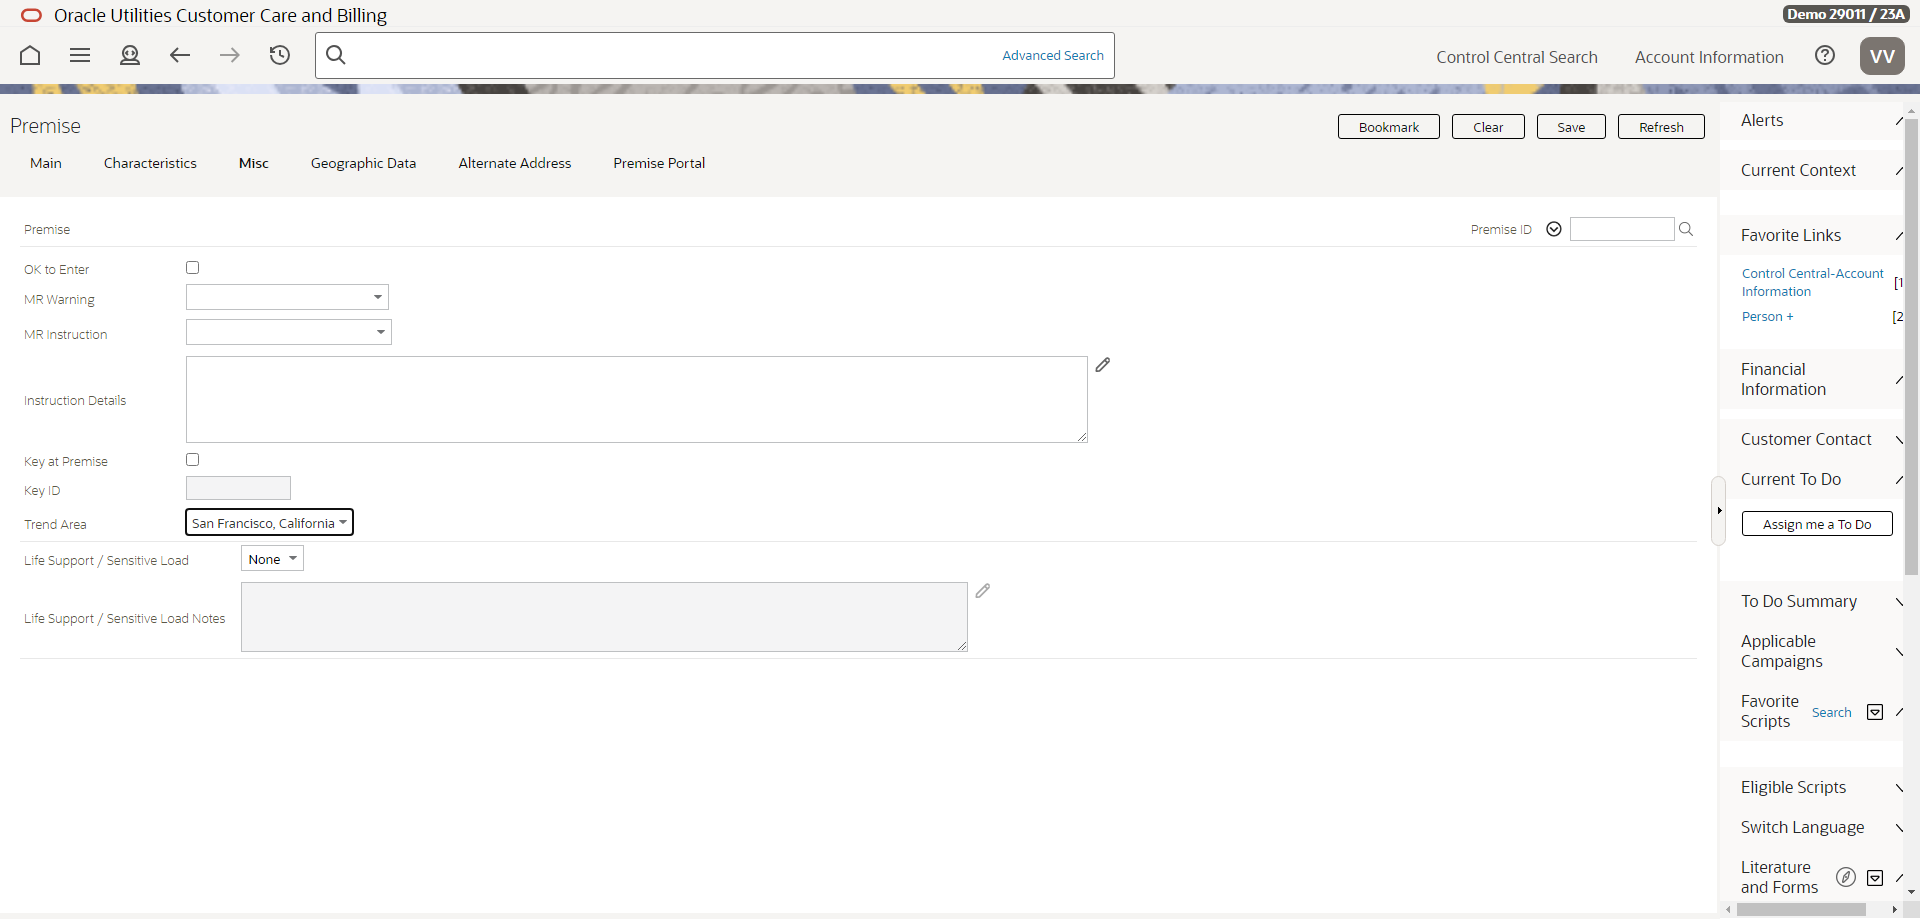 Oracle Utilities Customer Care and Billing
Demo 29011 / 23A
Advanced Search
Control Central Search
Account Information
VV
Premise
Bookmark
Clear
Save
Refresh
Main
Characteristics
Misc
Geographic Data
Alternate Address
Premise Portal
Premise
Premise ID
OK to Enter
MR Warning
MR Instruction
Instruction Details
Key at Premise
Key ID
Trend Area
San Francisco, California
Life Support / Sensitive Load
None
Life Support / Sensitive Load Notes
Alerts
Current Context
Favorite Links
Control Central-Account
Information
[1
Person +
[2
Financial
Information
Customer Contact
Current To Do
Assign me a To Do
To Do Summary
Applicable
Campaigns
Favorite
Scripts
Search
Eligible Scripts
Switch Language
Literature
and Forms